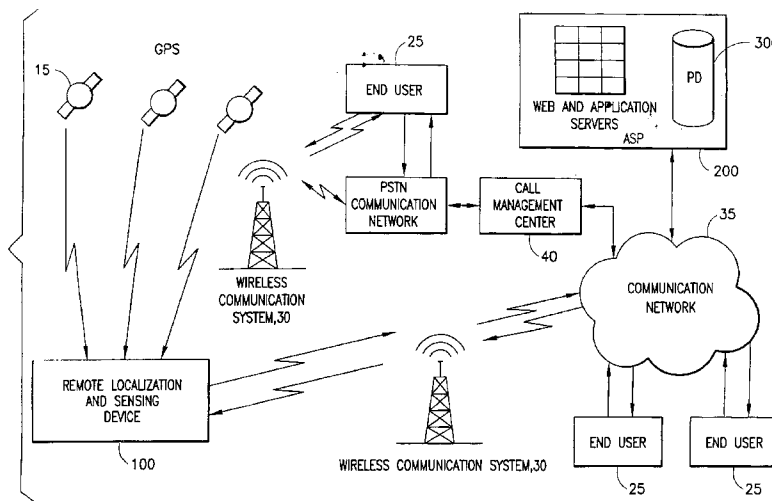 25
300
GPS
15
END USER
PD
WEB AND APPLICATION
SERVERS
ASP
200
PSTN
COMMUNICATION
NETWORK
CALL
MANAGEMENT
CENTER
35
40
WIRELESS
COMMUNICATION
SYSTEM,30
COMMUNICATION
NETWORK
REMOTE LOCALIZATION
AND SENSING
DEVICE
100
WIRELESS COMMUNICATION SYSTEM,30
END USER
END USER
25
25